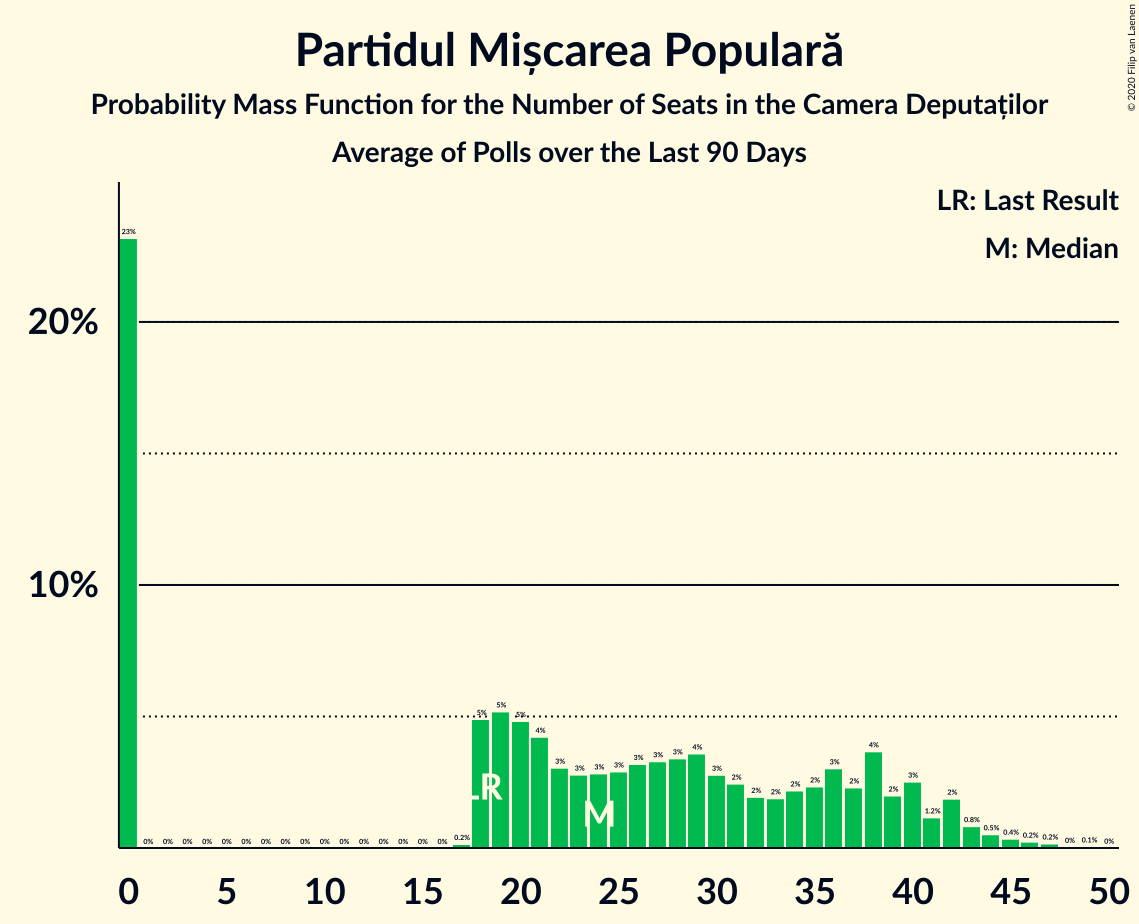 © 2020 Filip van Laenen
Partidul Mișcarea Populară
Probability Mass Function for the Number of Seats in the Camera Deputaților
Average of Polls over the Last 90 Days
LR: Last Result
M: Median
23% 0% 0% 0% 0% 0% 0% 0% 0% 0% 0% 0% 0% 0% 0% 0% 0% 0.2% 5% 5% 5% 4% 3% 3% 3% 3% 3% 3% 3% 4% 3% 2% 2% 2% 2% 2% 3% 2% 4% 2% 3% 1.2% 2% 0.8% 0.5% 0.4% 0.2% 0.2% 0% 0.1% 0%
20%
10%
LR
M
0 5 10 15 20 25 30 35 40 45 50